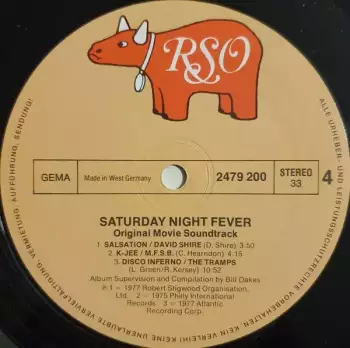 RSO
GEMA
Made in West Germany
2479 200
STEREO
33
4
SATURDAY NIGHT FEVER
Original Movie Soundtrack
1. SALSATION / DAVID SHIRE (D. Shire) 3:50
2. K-JEE / M.F.S.B. (C. Hearndon) 4:15
3. DISCO INFERNO / THE TRAMPS
(L. Green/R. Kersey) 10:52
Album Supervision and Compilation by Bill Oakes
℗: 1 = 1977 Robert Stigwood Organisation,
Ltd. 2 = 1975 Philly International
Records. 3 = 1977 Atlantic
Recording Corp.
ALLE URHEBER- UND LEISTUNGSSCHUTZRECHTE VORBEHALTEN. KEIN VERLEIH! KEINE UNERLAUBTE VERVIELFÄLTIGUNG, VERMIETUNG, AUFFÜHRUNG, SENDUNG!